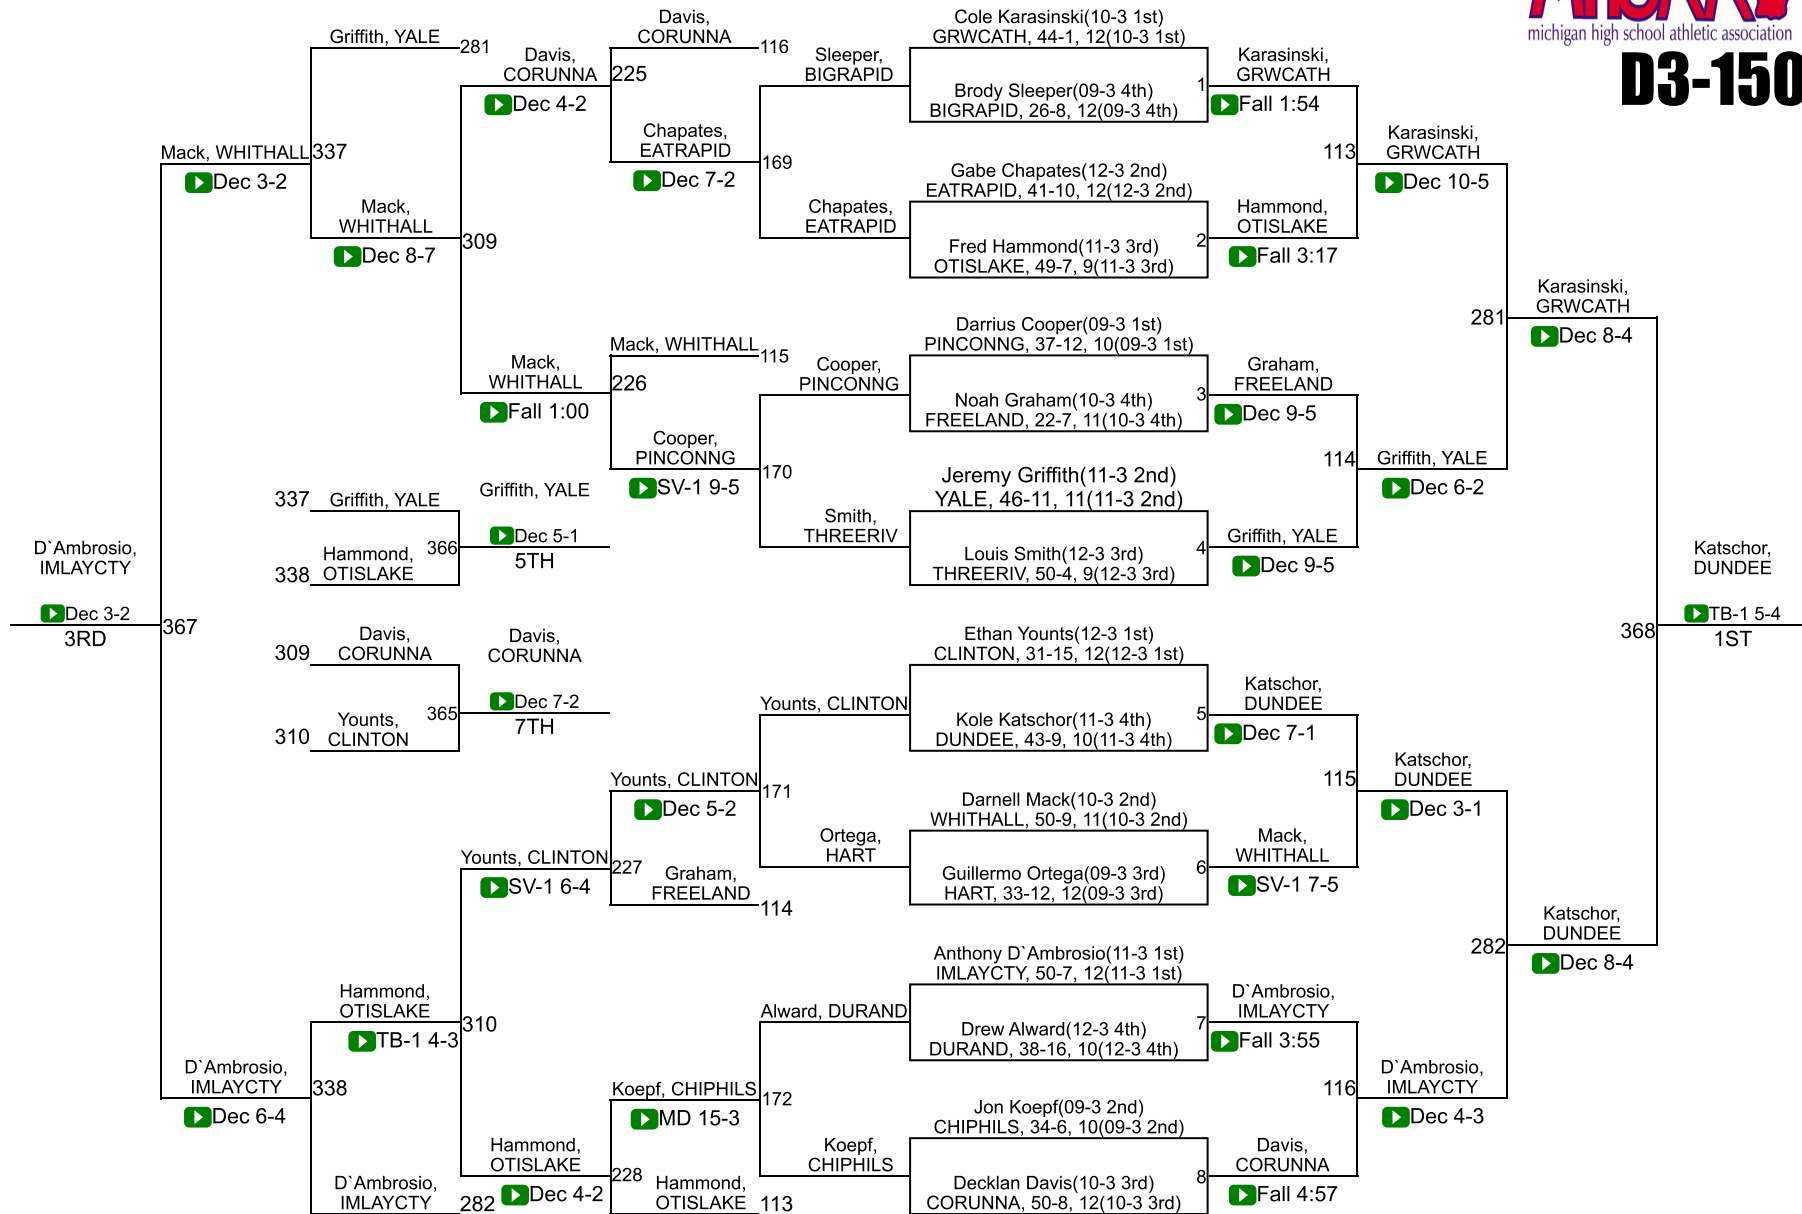 michigan high school athletic association
D3-150
Griffith, YALE
281
Mack, WHITHALL
337
Dec 3-2
Mack,
WHITHALL
Dec 8-7
Davis,
CORUNNA
225
Dec 4-2
309
Mack,
WHITHALL
226
Fall 1:00
Davis,
CORUNNA
116
Chapates,
EATRAPID
169
Dec 7-2
Mack, WHITHALL
115
Cooper,
PINCONNG
170
SV-1 9-5
Sleeper,
BIGRAPID
Chapates,
EATRAPID
Cooper,
PINCONNG
Smith,
THREERIV
Cole Karasinski(10-3 1st)
GRWCATH, 44-1, 12(10-3 1st)
Brody Sleeper(09-3 4th)
BIGRAPID, 26-8, 12(09-3 4th)
1
Gabe Chapates(12-3 2nd)
EATRAPID, 41-10, 12(12-3 2nd)
Fred Hammond(11-3 3rd)
OTISLAKE, 49-7, 9(11-3 3rd)
2
Darrius Cooper(09-3 1st)
PINCONNG, 37-12, 10(09-3 1st)
Noah Graham(10-3 4th)
FREELAND, 22-7, 11(10-3 4th)
3
Jeremy Griffith(11-3 2nd)
YALE, 46-11, 11(11-3 2nd)
Louis Smith(12-3 3rd)
THREERIV, 50-4, 9(12-3 3rd)
4
Karasinski,
GRWCATH
Fall 1:54
Hammond,
OTISLAKE
Fall 3:17
Graham,
FREELAND
Dec 9-5
Griffith, YALE
Dec 9-5
113
Karasinski,
GRWCATH
Dec 10-5
114
Griffith, YALE
Dec 6-2
281
Karasinski,
GRWCATH
Dec 8-4
337
Griffith, YALE
338
Hammond,
OTISLAKE
366
Griffith, YALE
Dec 5-1
5TH
D`Ambrosio,
IMLAYCTY
Dec 3-2
3RD
367
309
Davis,
CORUNNA
310
Younts,
CLINTON
365
Davis,
CORUNNA
Dec 7-2
7TH
368
Katschor,
DUNDEE
TB-1 5-4
1ST
Younts, CLINTON
171
Dec 5-2
Younts, CLINTON
227
SV-1 6-4
Graham,
FREELAND
114
Hammond,
OTISLAKE
310
TB-1 4-3
D`Ambrosio,
IMLAYCTY
338
Dec 6-4
D`Ambrosio,
IMLAYCTY
282
Hammond,
OTISLAKE
228
Dec 4-2
Koepf, CHIPHILS
172
MD 15-3
Hammond,
OTISLAKE
113
Younts, CLINTON
Ortega,
HART
Alward, DURAND
Koepf,
CHIPHILS
Ethan Younts(12-3 1st)
CLINTON, 31-15, 12(12-3 1st)
Kole Katschor(11-3 4th)
DUNDEE, 43-9, 10(11-3 4th)
5
Darnell Mack(10-3 2nd)
WHITHALL, 50-9, 11(10-3 2nd)
Guillermo Ortega(09-3 3rd)
HART, 33-12, 12(09-3 3rd)
6
Anthony D`Ambrosio(11-3 1st)
IMLAYCTY, 50-7, 12(11-3 1st)
Drew Alward(12-3 4th)
DURAND, 38-16, 10(12-3 4th)
7
Jon Koepf(09-3 2nd)
CHIPHILS, 34-6, 10(09-3 2nd)
Decklan Davis(10-3 3rd)
CORUNNA, 50-8, 12(10-3 3rd)
8
Katschor,
DUNDEE
Dec 7-1
Mack,
WHITHALL
SV-1 7-5
D`Ambrosio,
IMLAYCTY
Fall 3:55
Davis,
CORUNNA
Fall 4:57
115
Katschor,
DUNDEE
Dec 3-1
116
D`Ambrosio,
IMLAYCTY
Dec 4-3
282
Katschor,
DUNDEE
Dec 8-4